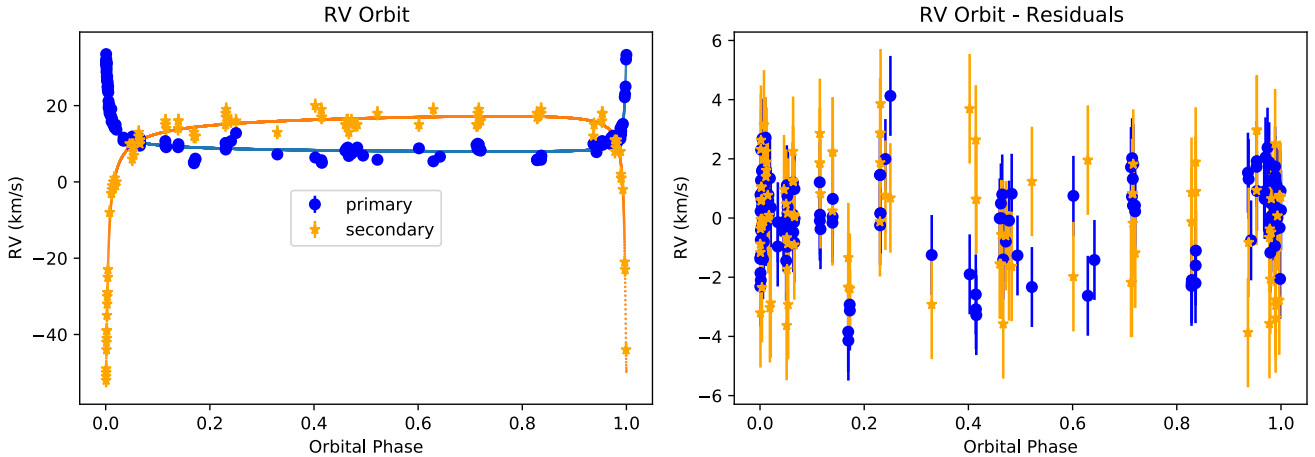 RV Orbit
RV (km/s)
20
0
−20
−40
primary
secondary
0.0 0.2 0.4 0.6 0.8 1.0
Orbital Phase
RV Orbit - Residuals
RV (km/s)
6
4
2
0
−2
−4
−6
0.0 0.2 0.4 0.6 0.8 1.0
Orbital Phase